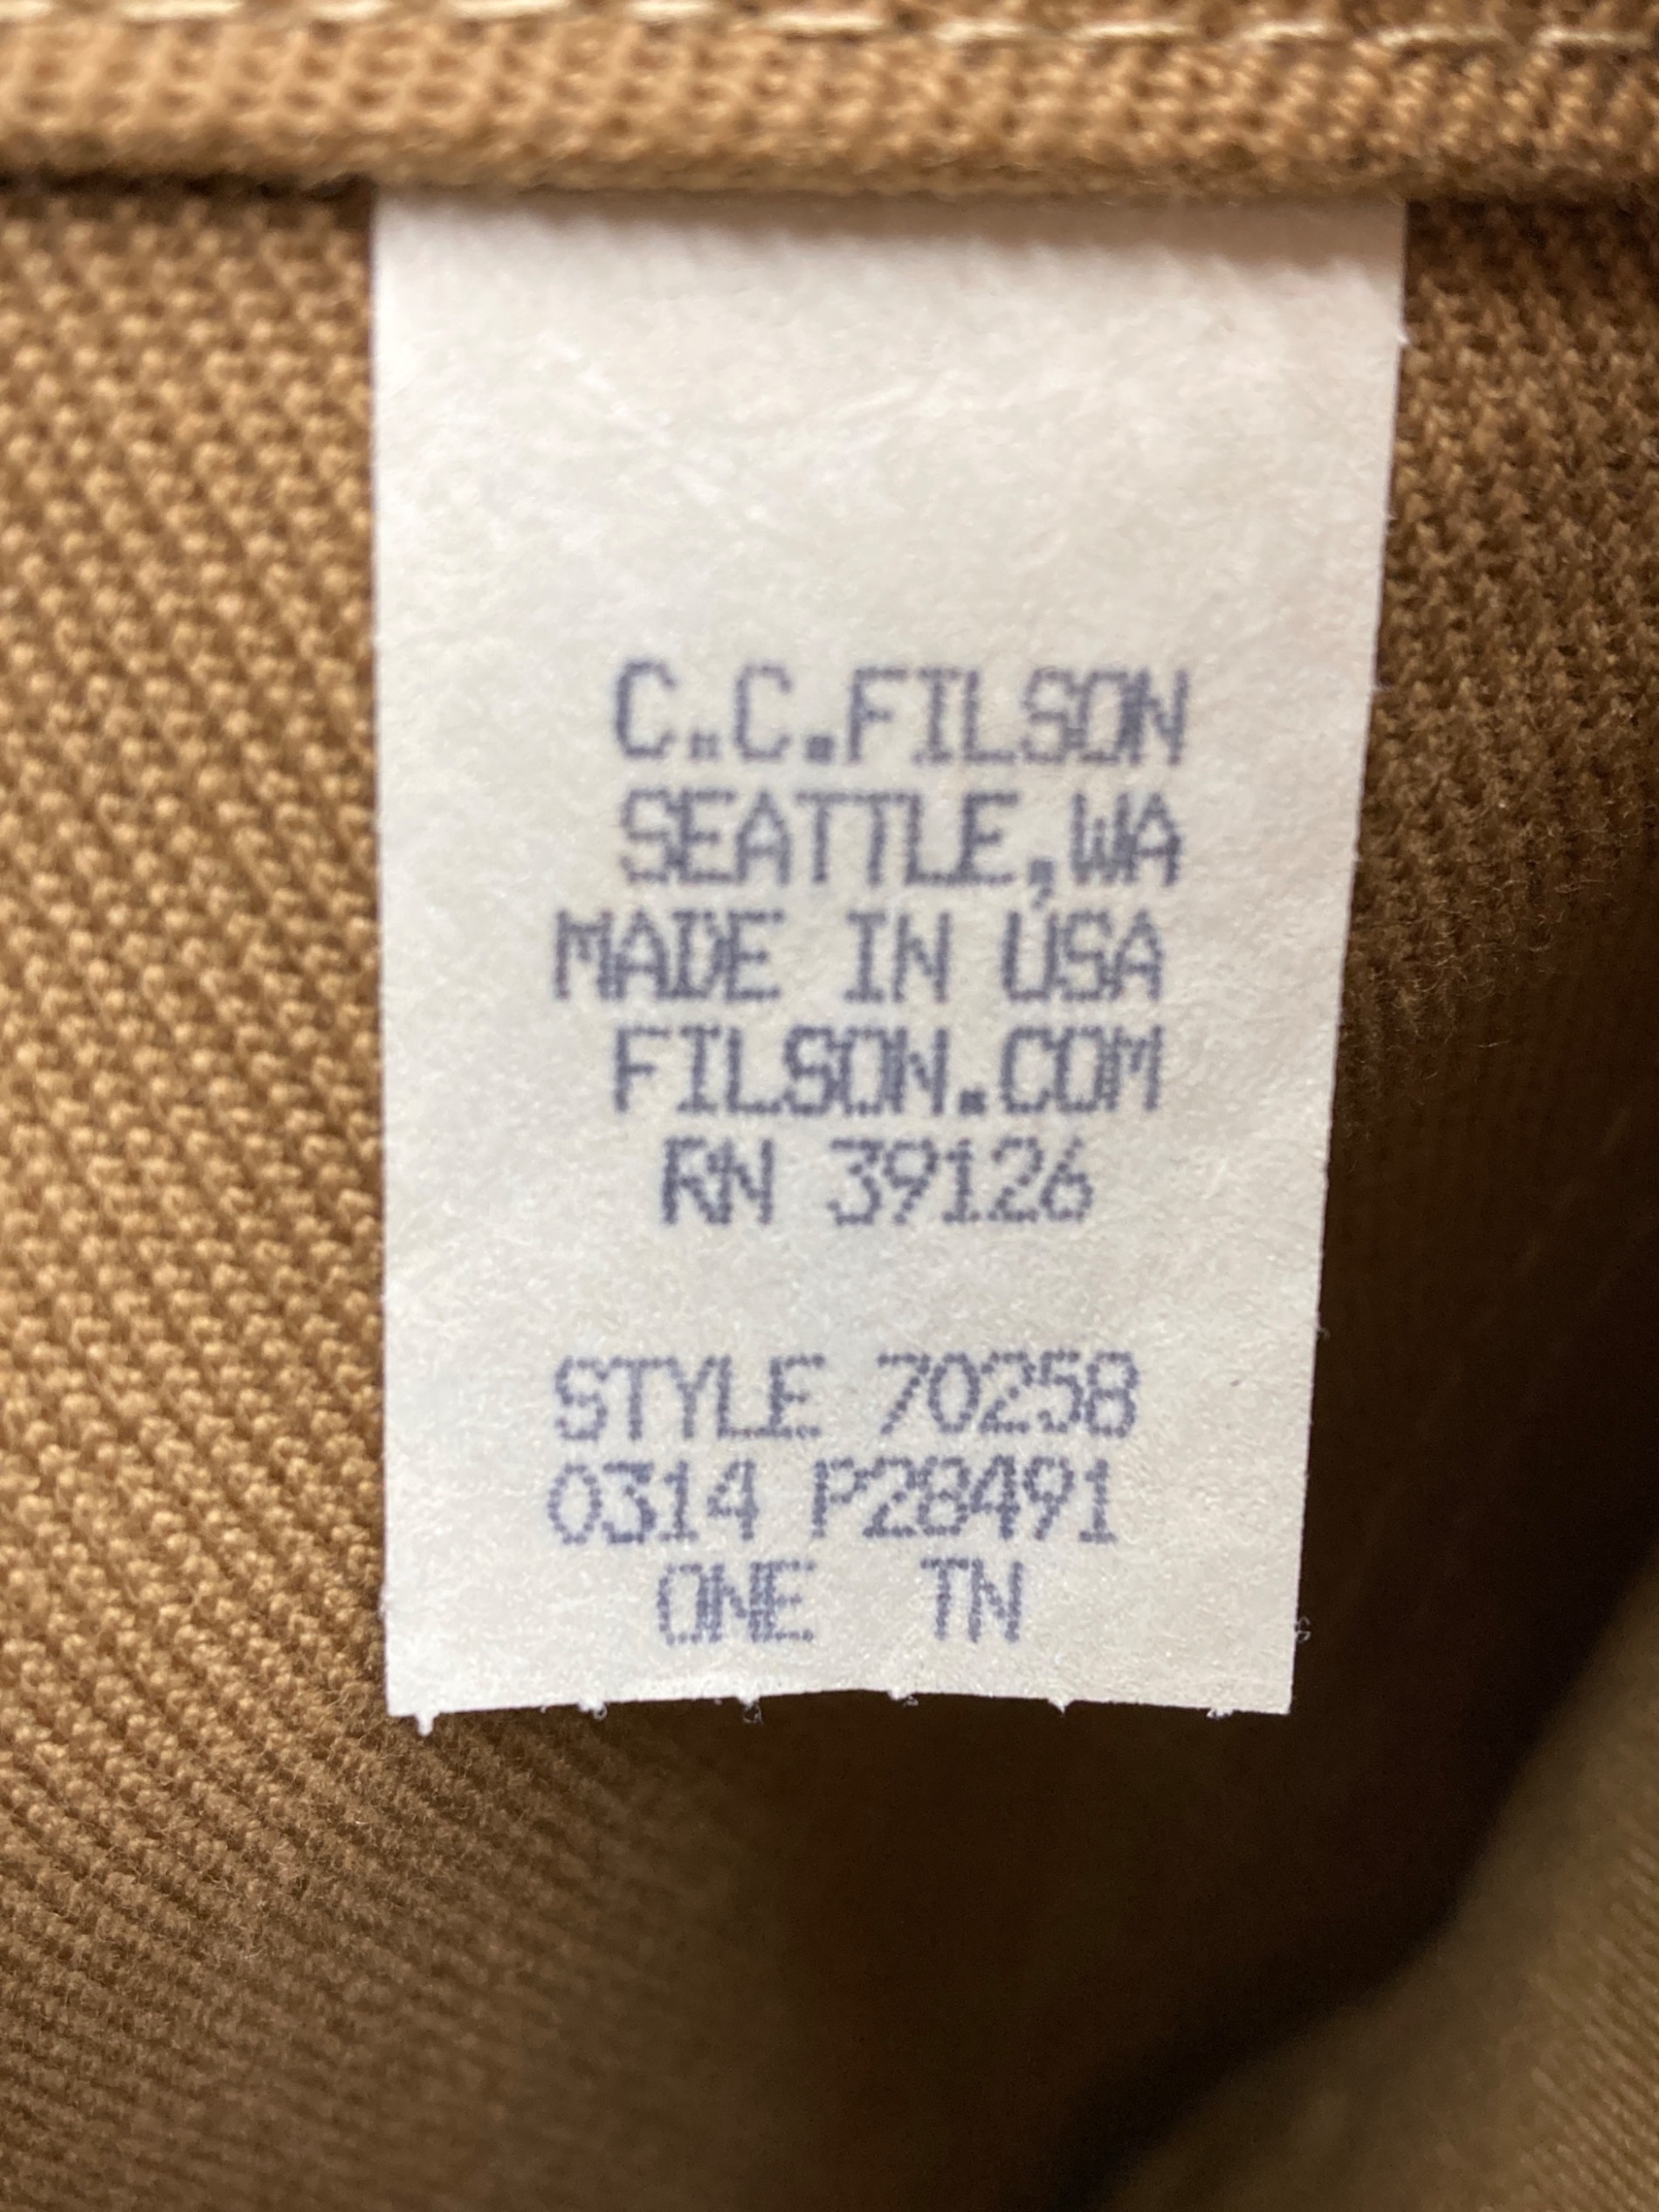 C.C.FILSON
SEATTLE,WA
MADE IN USA
FILSON.COM
RN 39126
STYLE 70258
0314 P28491
ONE TN